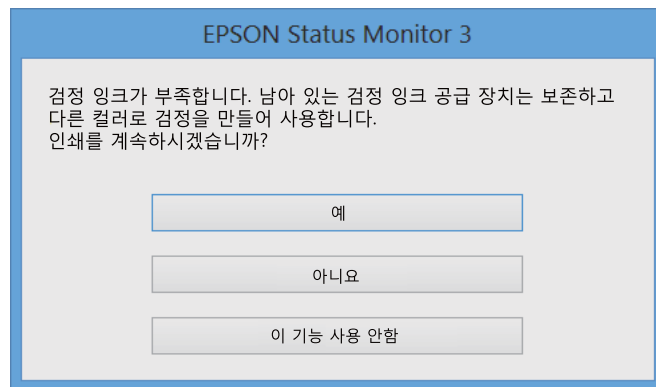 EPSON Status Monitor 3
검정 잉크가 부족합니다. 남아 있는 검정 잉크 공급 장치는 보존하고
다른 컬러로 검정을 만들어 사용합니다.
인쇄를 계속하시겠습니까?
예
아니요
이 기능 사용 안함